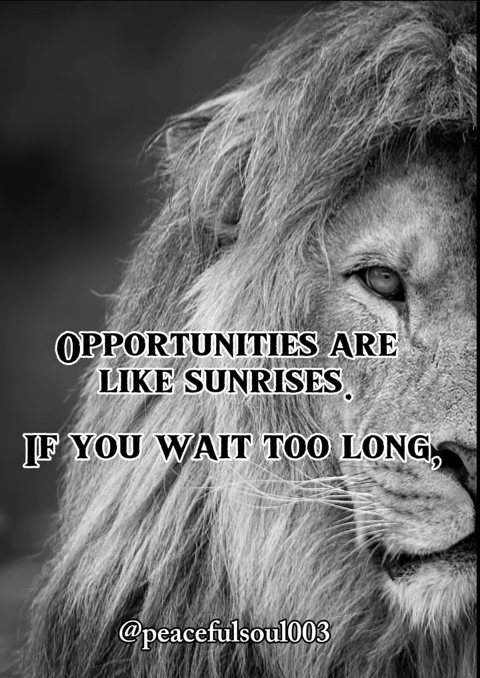 Opportunities are
like sunrises.
If you wait too long,
@peacefulsoul003